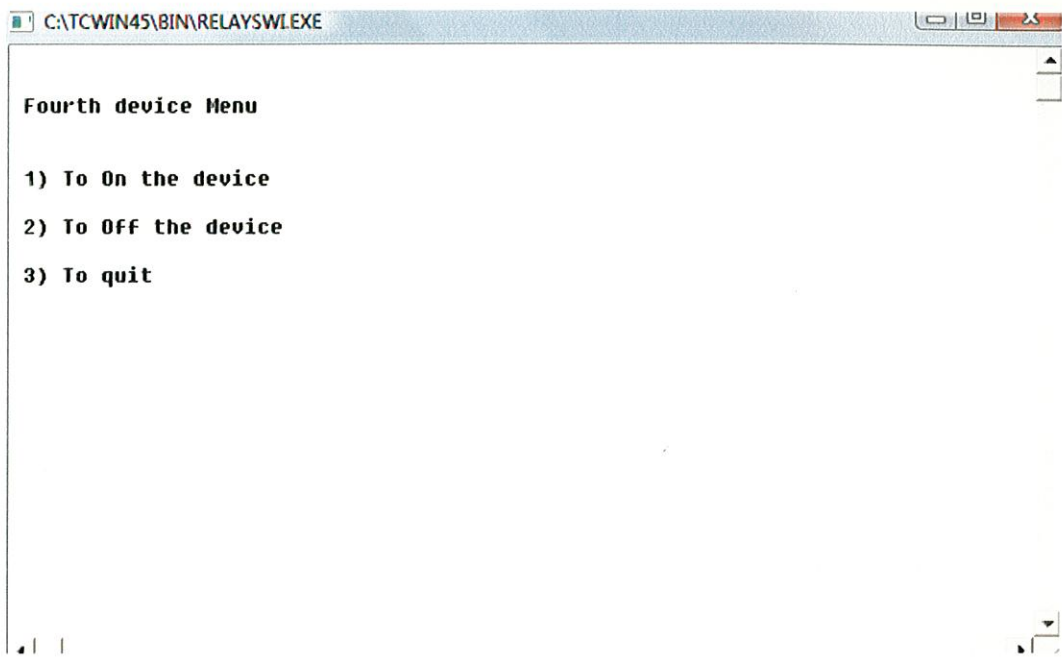 C:\TCWIN45\BIN\RELAYSWI.EXE
Fourth device Menu
1) To On the device
2) To Off the device
3) To quit